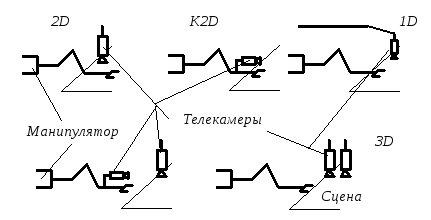 2D
K2D
1D
Манипулятор
Телекамеры
3D
Сцена